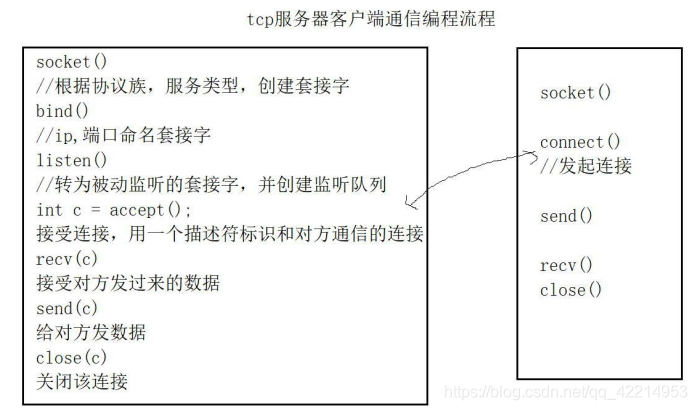 tcp服务器客户端通信编程流程
socket()
//根据协议族，服务类型，创建套接字
bind()
//ip,端口命名套接字
listen()
//转为被动监听的套接字，并创建监听队列
int c = accept();
接受连接，用一个描述符标识和对方通信的连接
recv(c)
接受对方发过来的数据
send(c)
给对方发数据
close(c)
关闭该连接
socket()
connect()
//发起连接
send()
recv()
close()
https://blog.csdn.net/qq_42214953